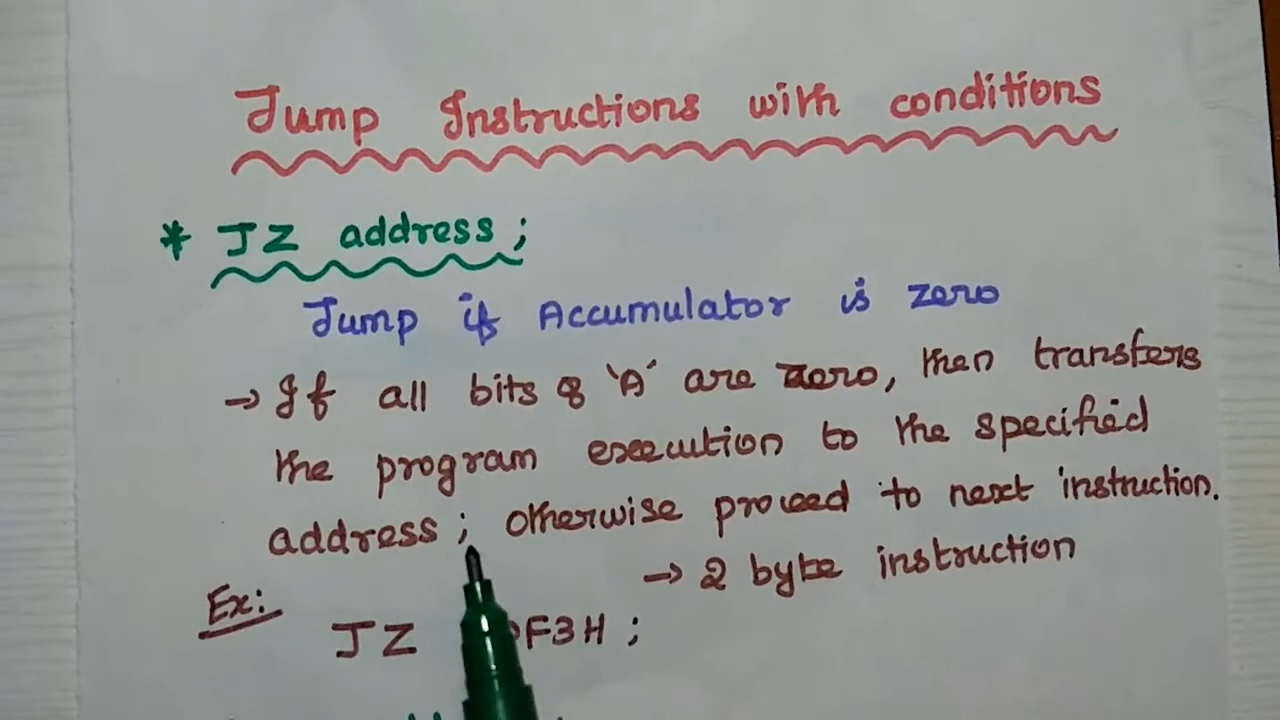 Jump Instructions with conditions
* JZ address ;
Jump if Accumulator is zero
→ If all bits of 'A' are zero, then transfers
the program execution to the specified
address ; otherwise proceed to next instruction.
→ 2 byte instruction
Ex:
JZ F3H ;